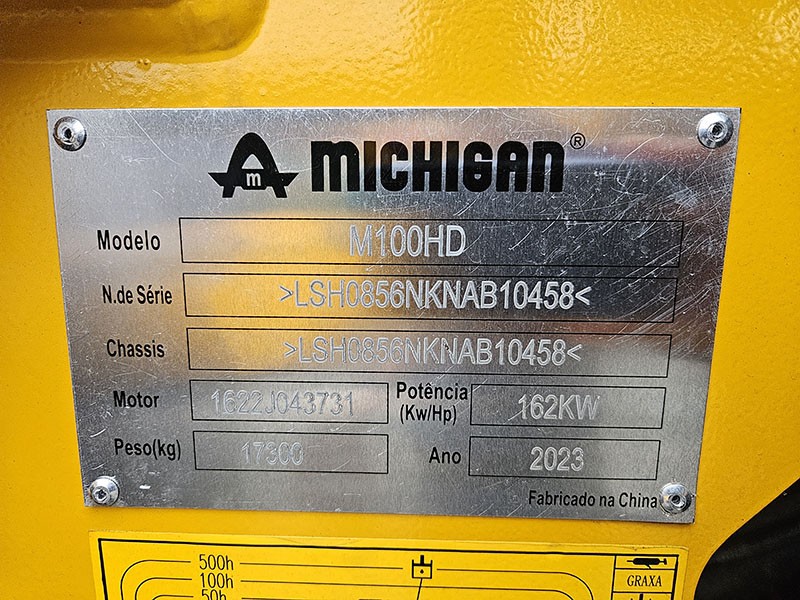 m MICHIGAN®
Modelo M100HD
N.de Série >LSH0856NKNAB10458<
Chassis >LSH0856NKNAB10458<
Motor 1622J043731 Potência (Kw/Hp) 162KW
Peso(kg) 17300 Ano 2023
Fabricado na China
500h
100h
50h
GRAXA